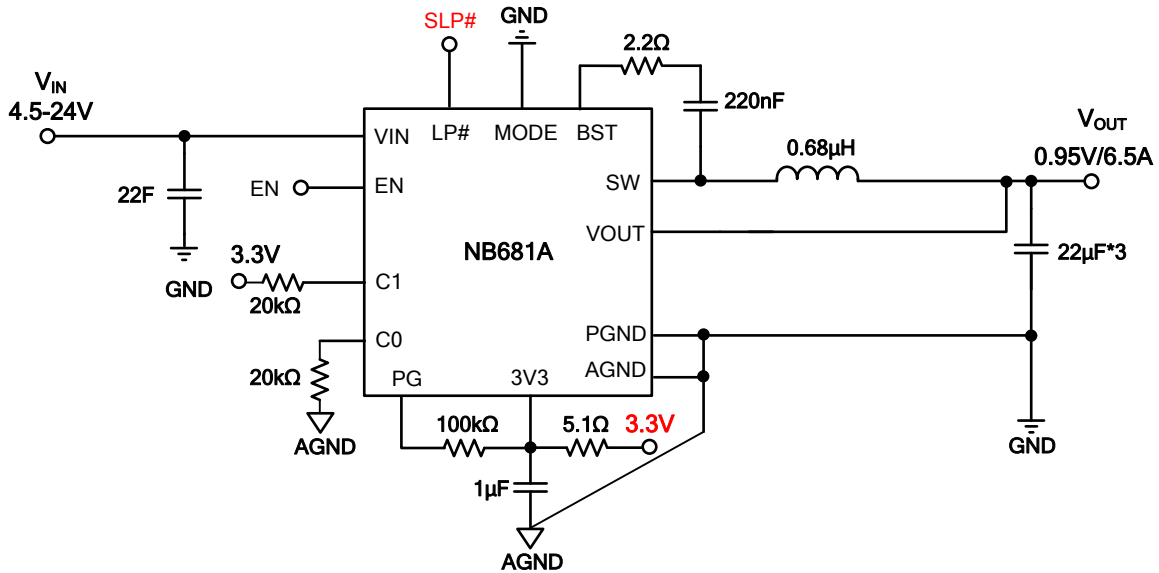 SLP#
GND
2.2Ω
VIN
4.5-24V
220nF
VOUT
0.95V/6.5A
VIN
LP#
MODE
BST
0.68µH
EN
EN
SW
22F
VOUT
NB681A
22µF*3
3.3V
GND
C1
20kΩ
C0
PGND
AGND
20kΩ
PG
3V3
AGND
100kΩ
5.1Ω
3.3V
GND
1µF
AGND